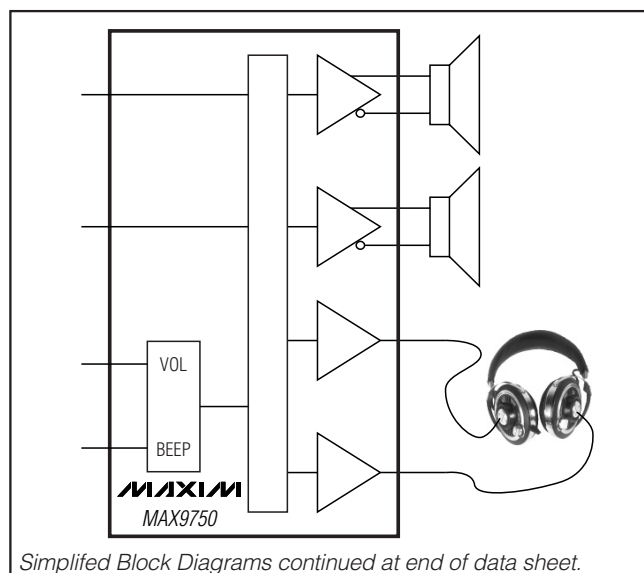 VOL
BEEP
MAXIM
MAX9750
Simplifed Block Diagrams continued at end of data sheet.